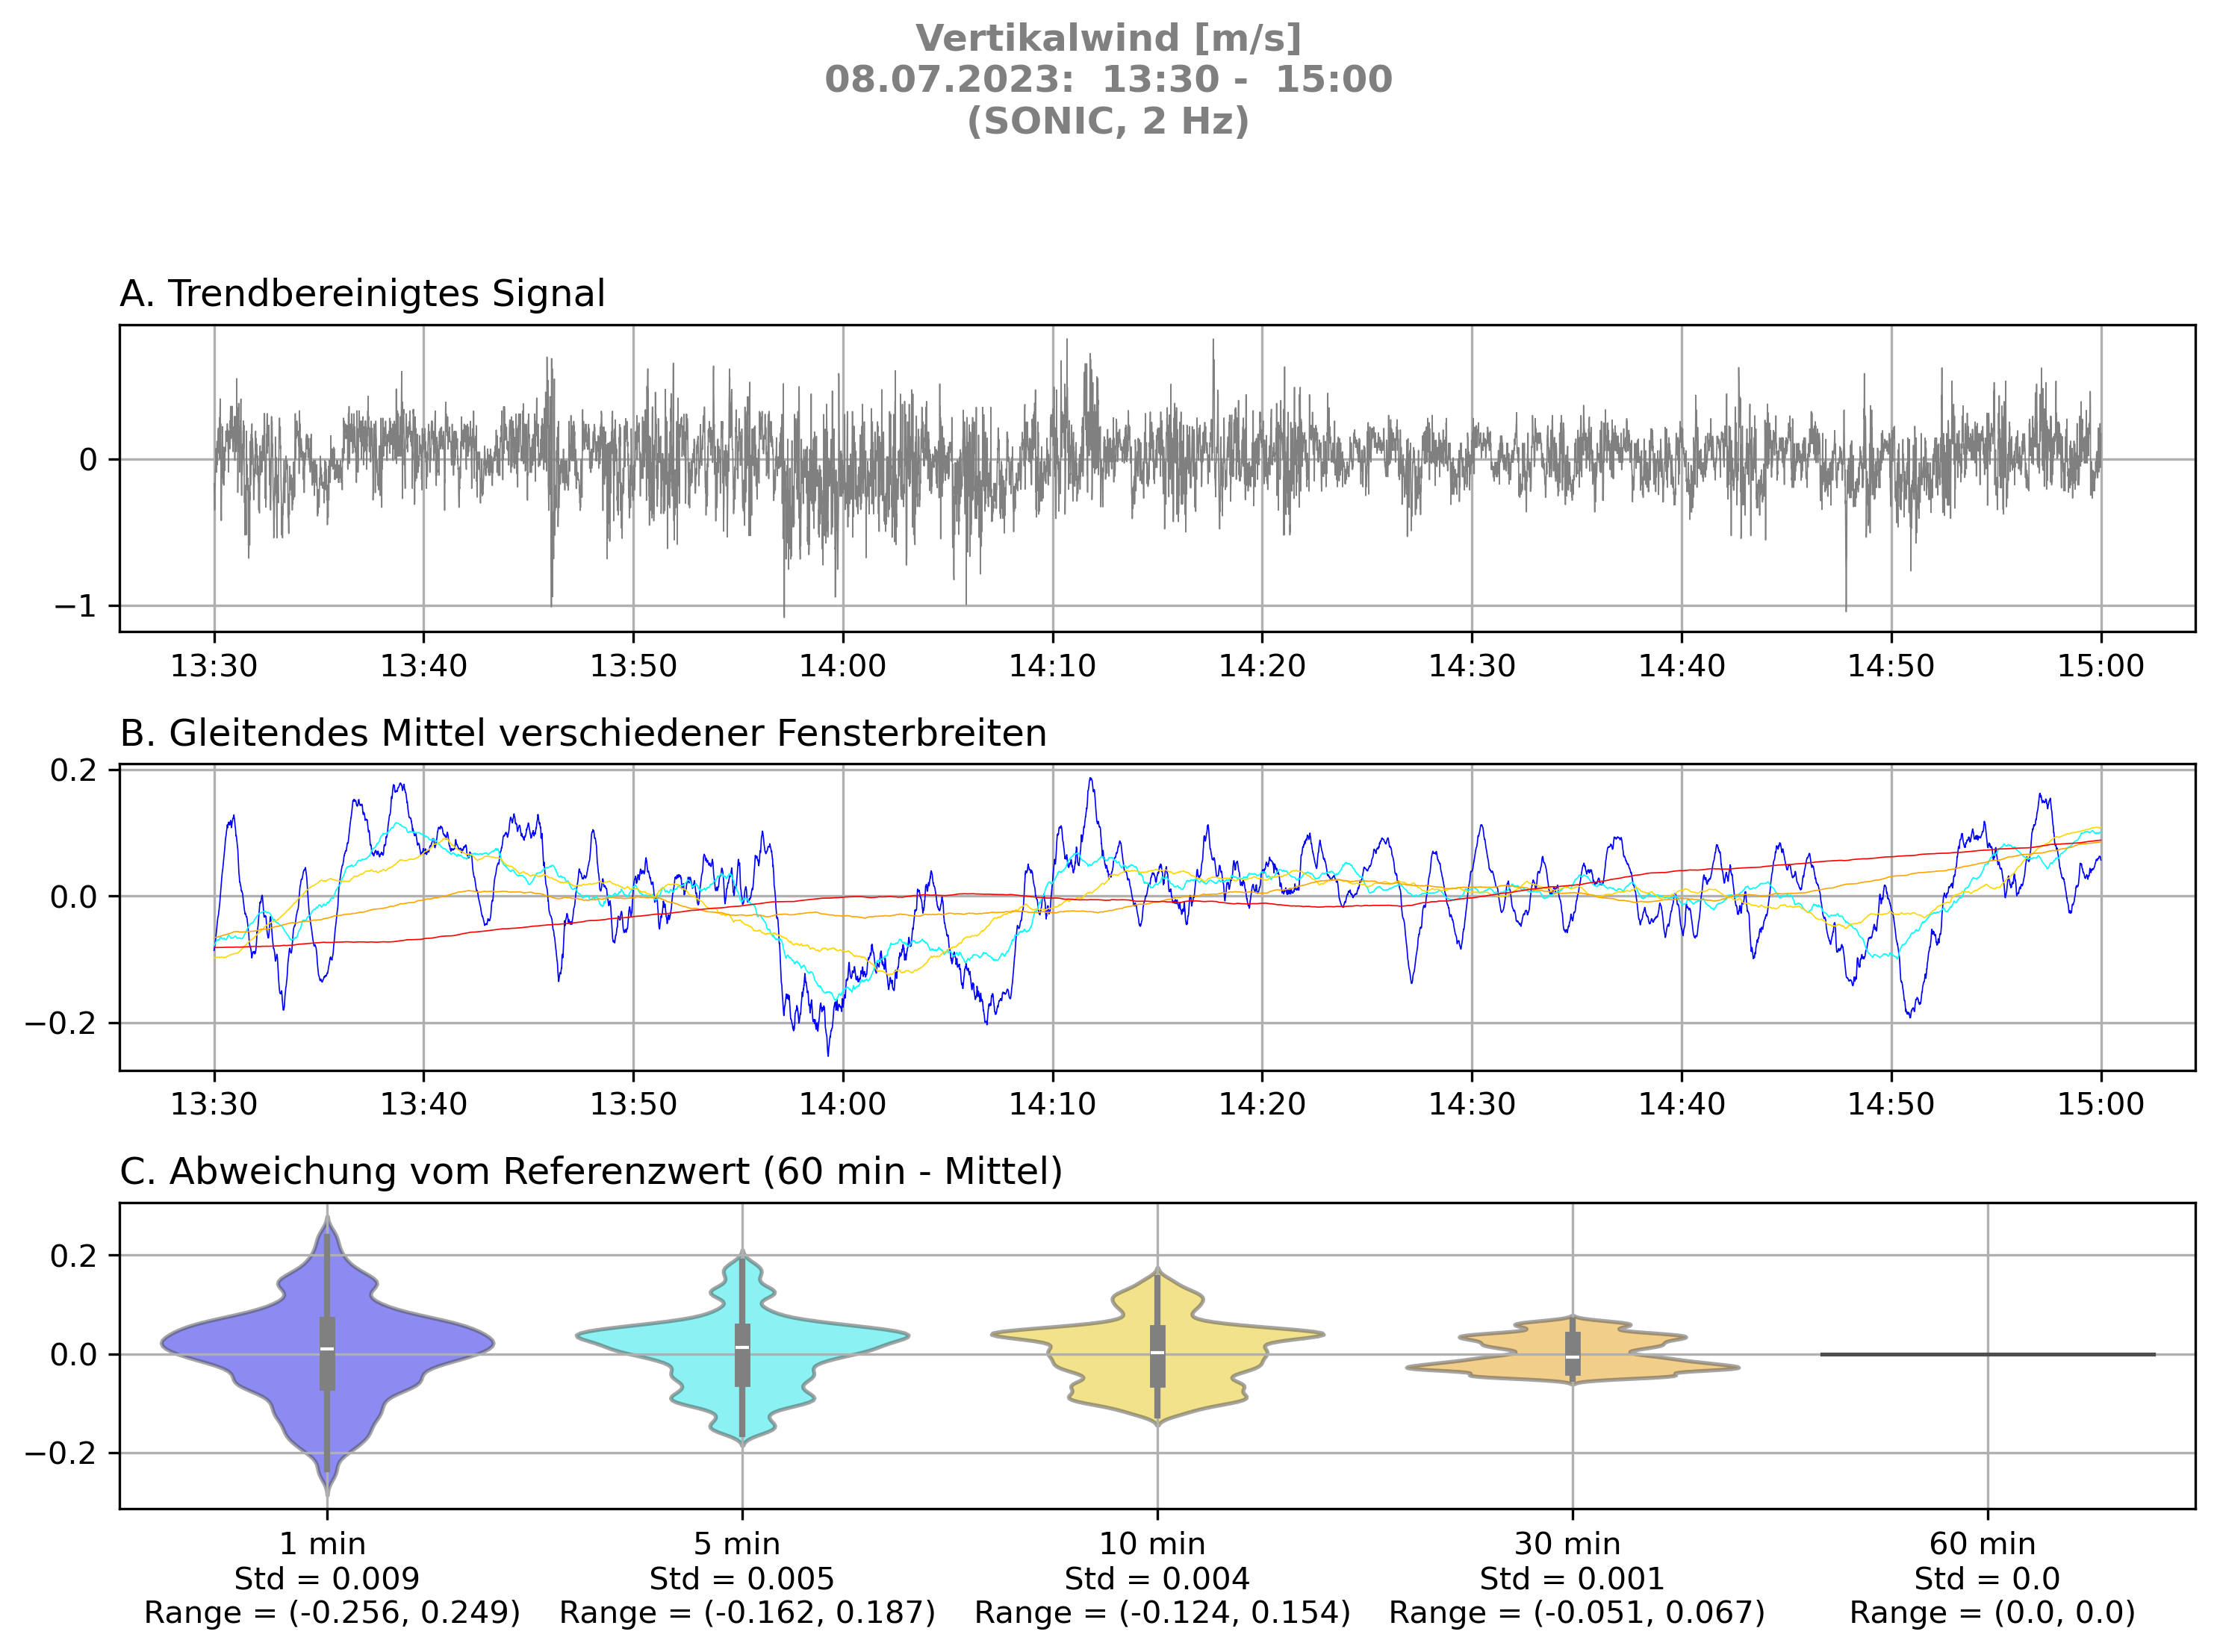 Vertikalwind [m/s]
08.07.2023:  13:30 -  15:00
(SONIC, 2 Hz)
A. Trendbereinigtes Signal
0
−1
13:30 13:40 13:50 14:00 14:10 14:20 14:30 14:40 14:50 15:00
B. Gleitendes Mittel verschiedener Fensterbreiten
0.2
0.0
−0.2
13:30 13:40 13:50 14:00 14:10 14:20 14:30 14:40 14:50 15:00
C. Abweichung vom Referenzwert (60 min - Mittel)
0.2
0.0
−0.2
1 min 5 min 10 min 30 min 60 min
Std = 0.009 Std = 0.005 Std = 0.004 Std = 0.001 Std = 0.0
Range = (-0.256, 0.249) Range = (-0.162, 0.187) Range = (-0.124, 0.154) Range = (-0.051, 0.067) Range = (0.0, 0.0)